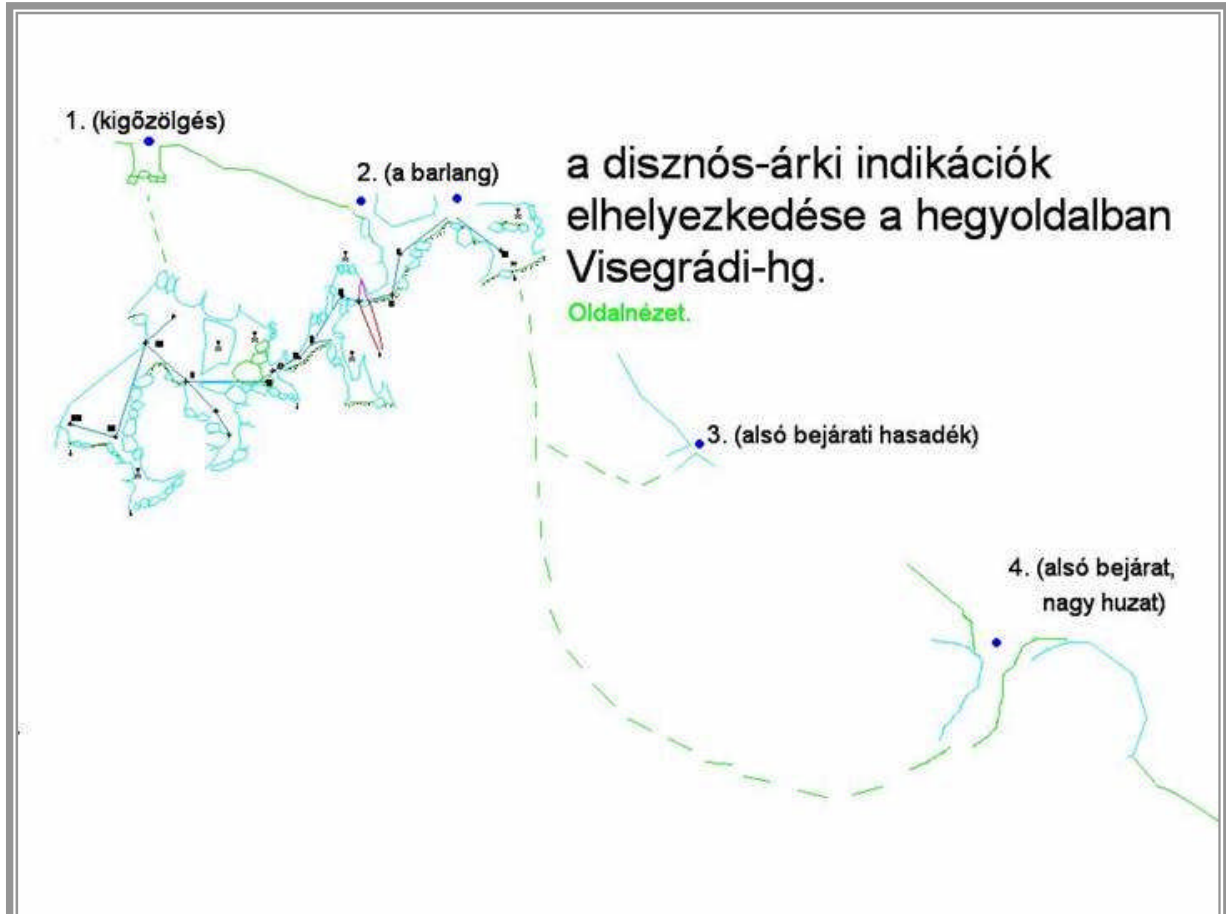 1. (kigőzölgés)
2. (a barlang)
a disznós-árki indikációk
elhelyezkedése a hegyoldalban
Visegrádi-hg.
Oldalnézet.
3. (alsó bejárati hasadék)
4. (alsó bejárat,
nagy huzat)